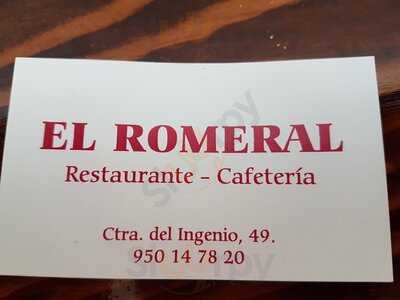 EL ROMERAL
Restaurante - Cafetería
Ctra. del Ingenio, 49.
950 14 78 20